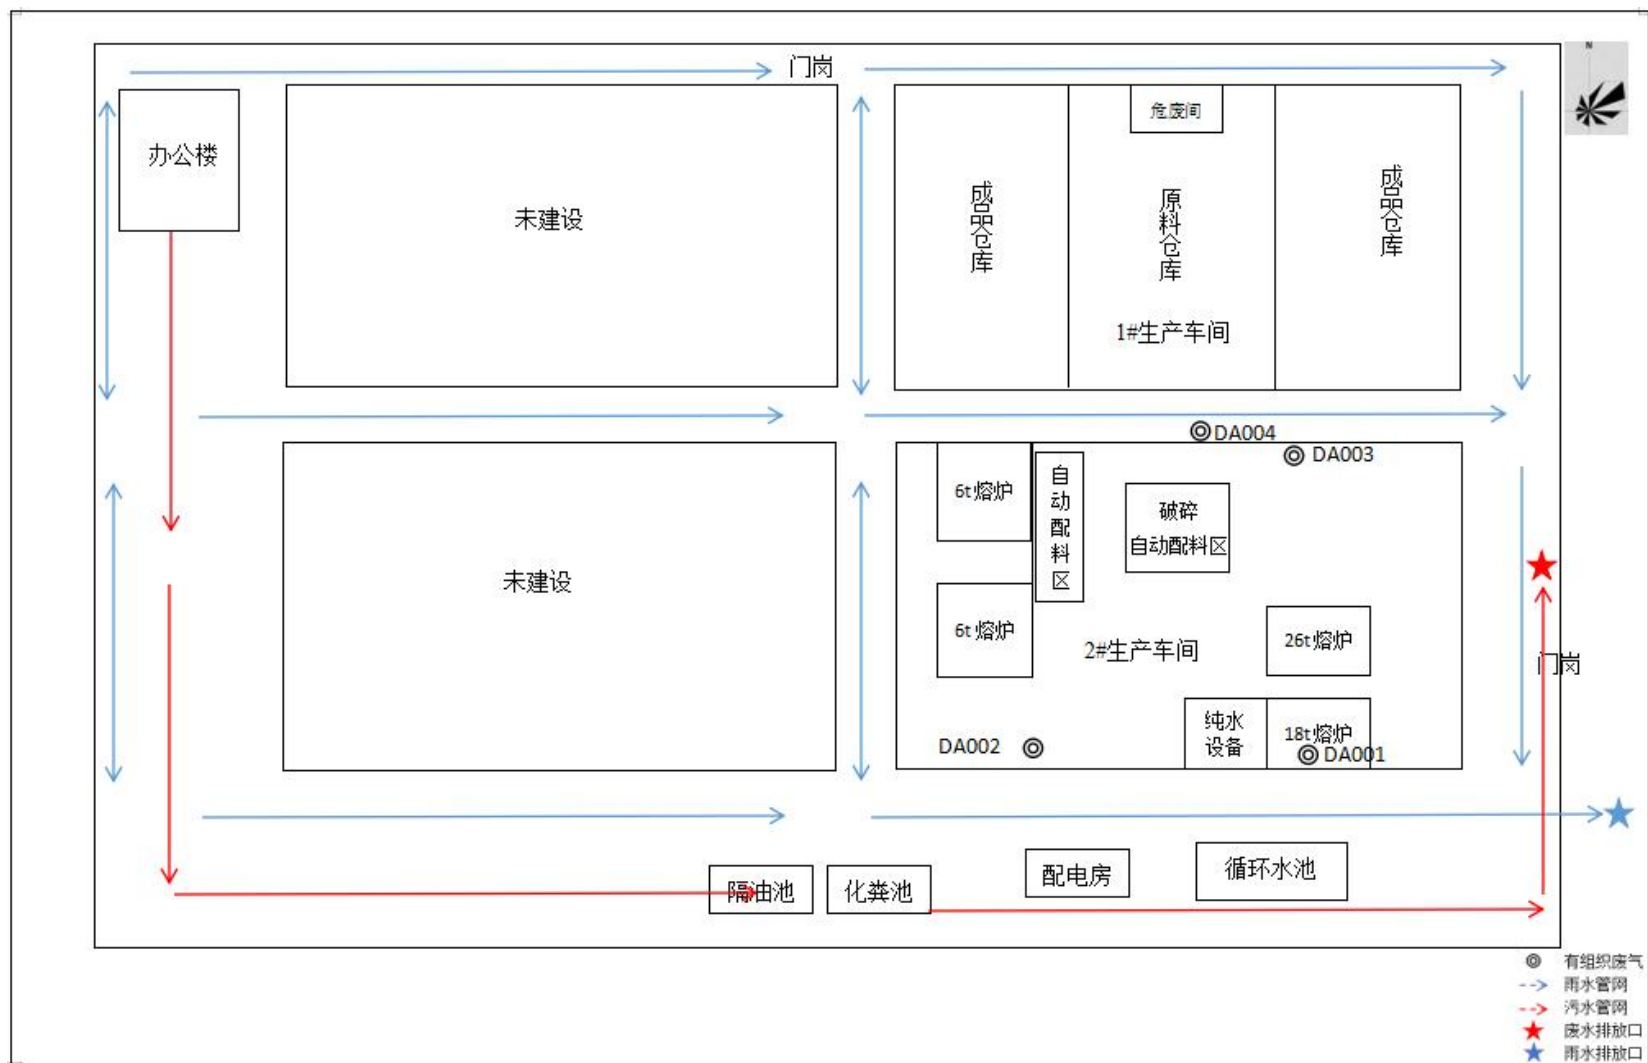 门岗
N
办公楼
未建设
成品仓库
危废间
原料仓库
1#生产车间
成品仓库
DA004
DA003
未建设
6t熔炉
自动配料区
破碎
自动配料区
6t熔炉
2#生产车间
26t熔炉
门岗
DA002
纯水
设备
18t熔炉
DA001
隔油池
化粪池
配电房
循环水池
有组织废气
雨水管网
污水管网
废水排放口
雨水排放口